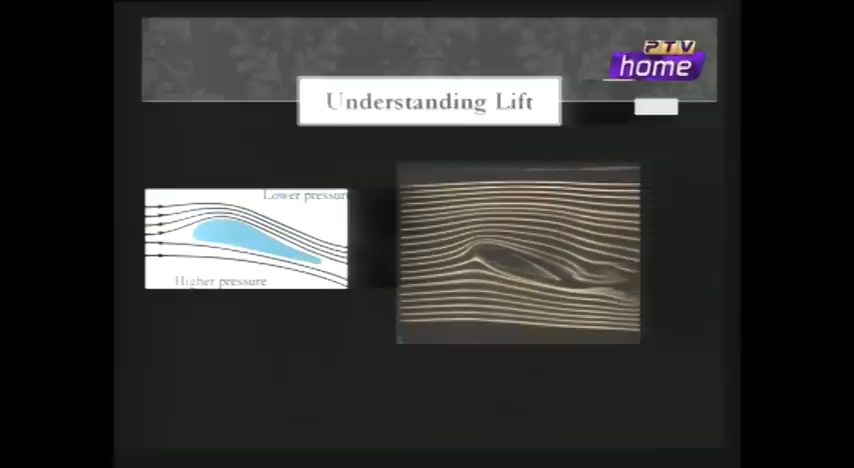 PTV
home
Understanding Lift
Lower pressure
Higher pressure